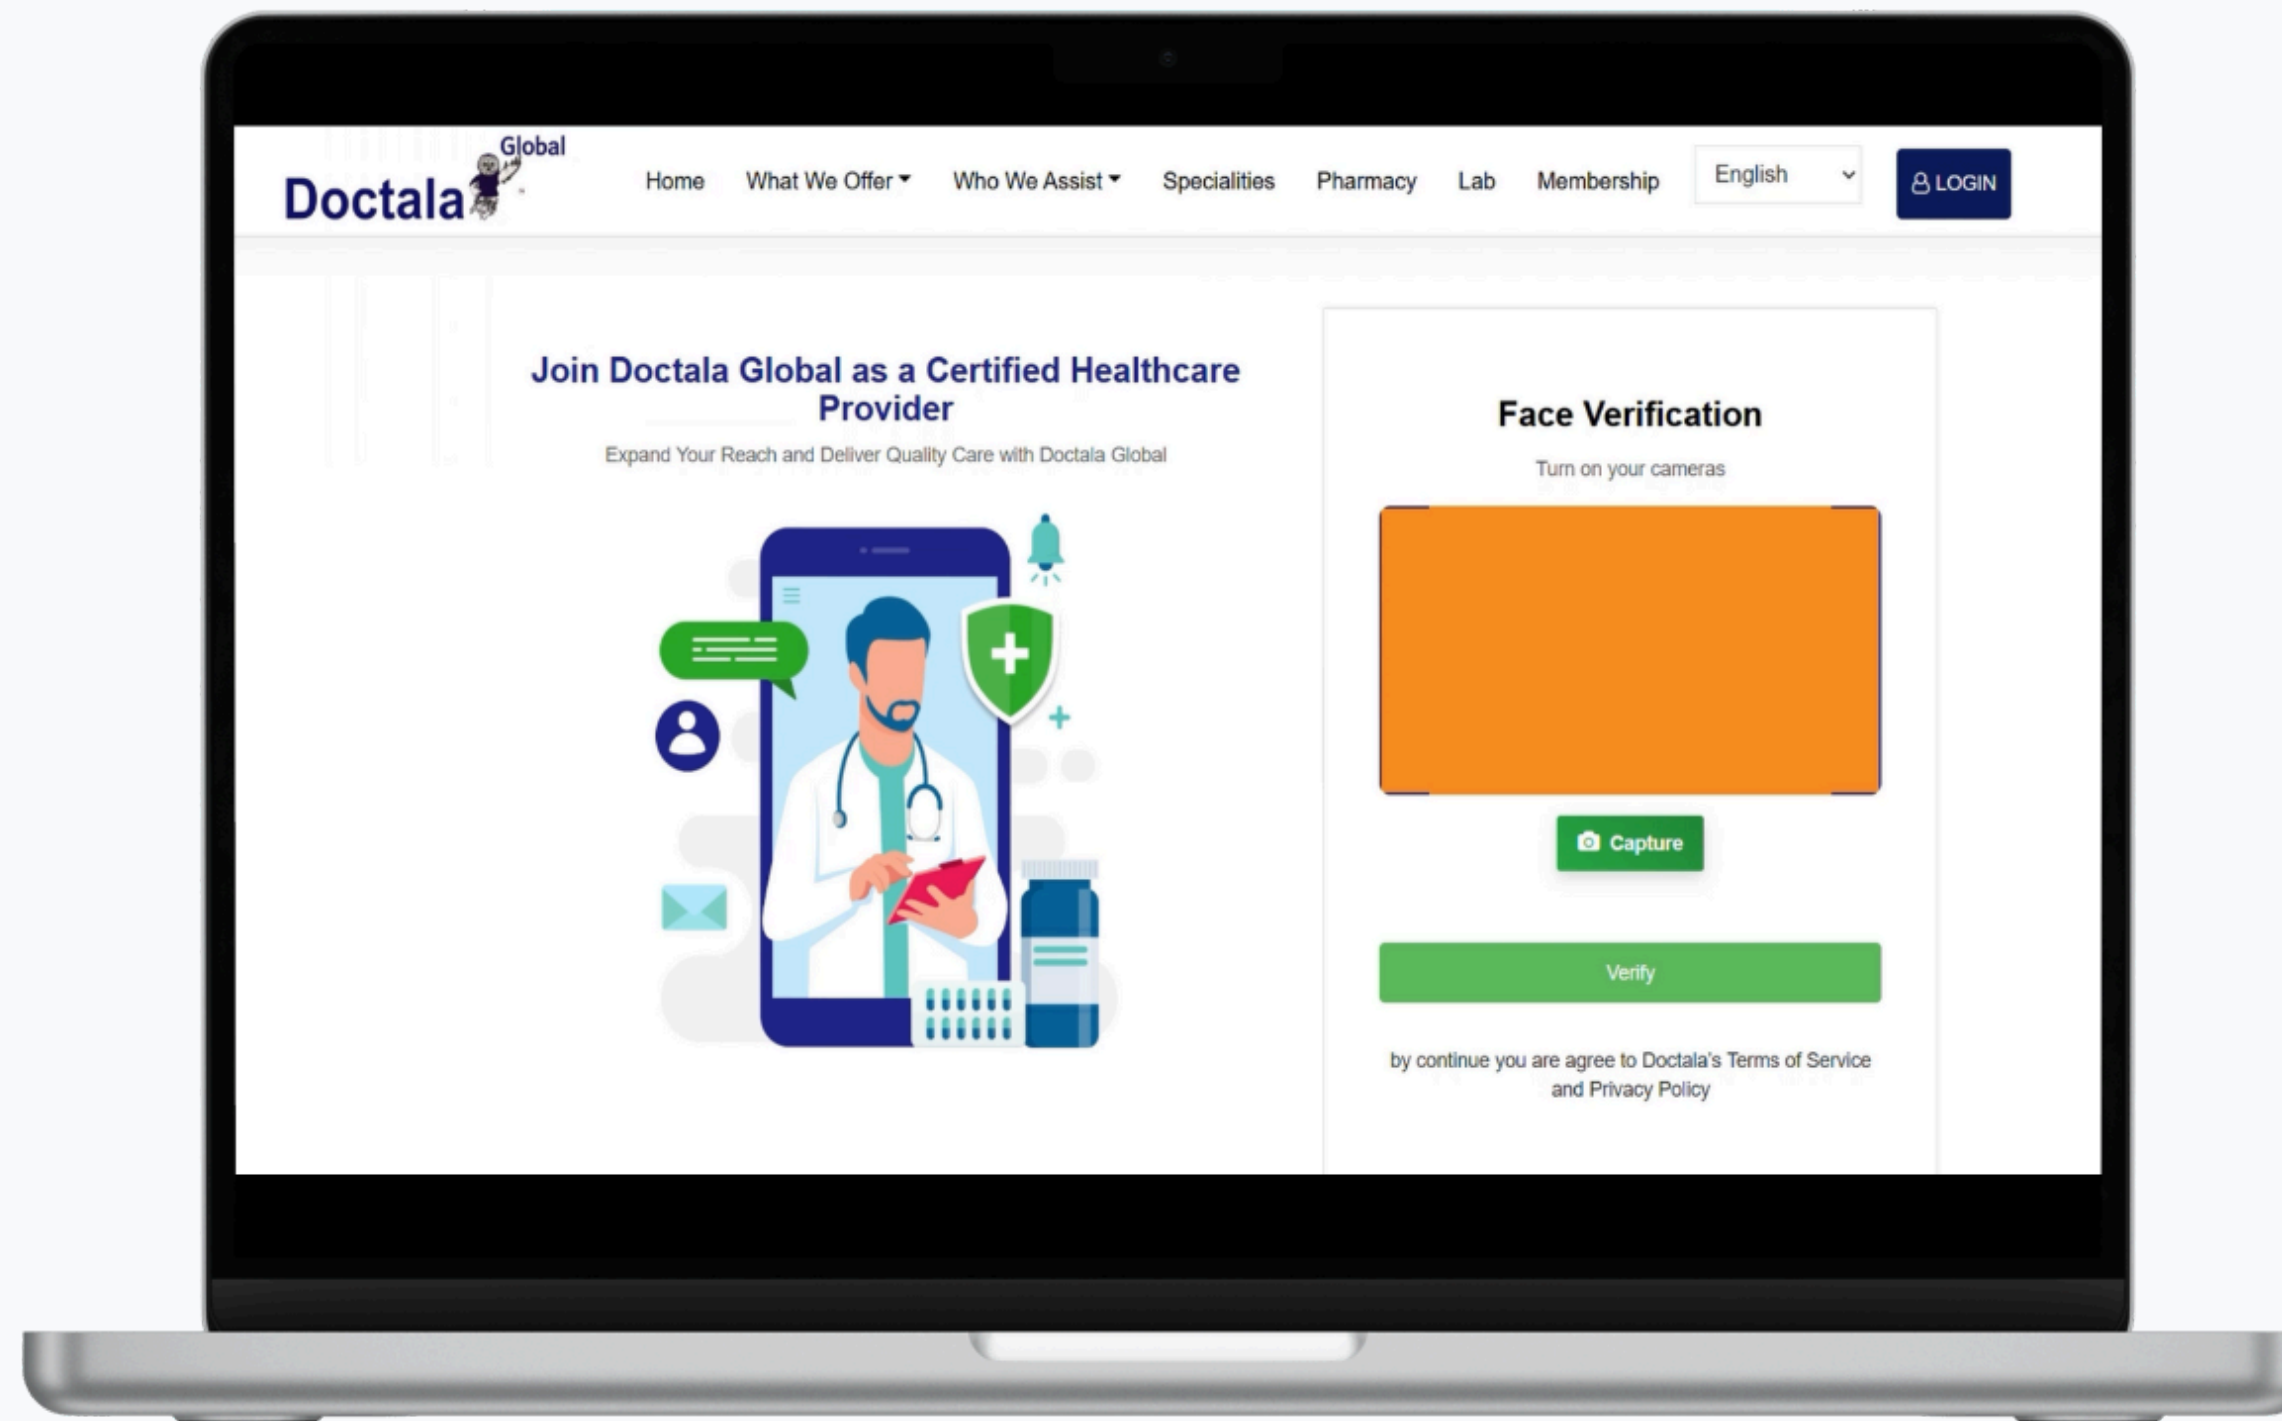 Global
Doctala
Home What We Offer Who We Assist Specialities Pharmacy Lab Membership English LOGIN
Join Doctala Global as a Certified Healthcare
Provider
Expand Your Reach and Deliver Quality Care with Doctala Global
Face Verification
Turn on your cameras
Capture
Verify
by continue you are agree to Doctala's Terms of Service
and Privacy Policy